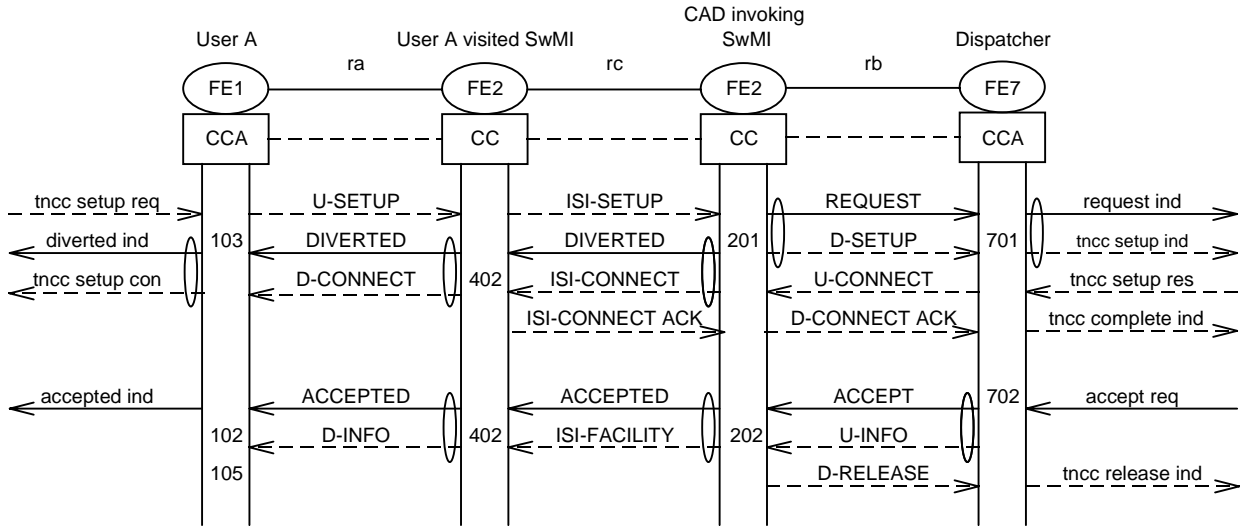 CAD invoking
User A
User A visited SwMI
SwMI
Dispatcher
ra
rc
rb
FE1
FE2
FE2
FE7
CCA
CC
CC
CCA
tncc setup req
U-SETUP
ISI-SETUP
REQUEST
request ind
diverted ind
103
DIVERTED
DIVERTED
201
D-SETUP
701
tncc setup ind
tncc setup con
D-CONNECT
402
ISI-CONNECT
U-CONNECT
tncc setup res
ISI-CONNECT ACK
D-CONNECT ACK
tncc complete ind
accepted ind
ACCEPTED
ACCEPTED
ACCEPT
702
accept req
102
D-INFO
402
ISI-FACILITY
202
U-INFO
105
D-RELEASE
tncc release ind